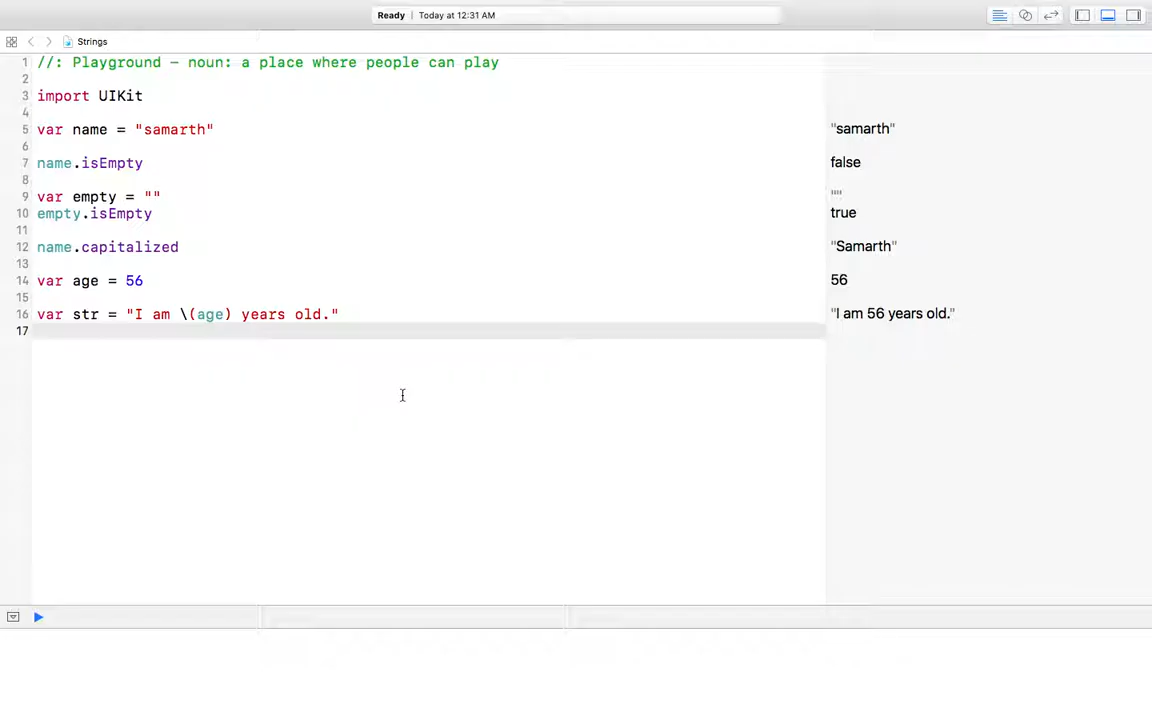 Ready | Today at 12:31 AM
Strings
1 //: Playground - noun: a place where people can play
2
3 import UIKit
4
5 var name = "samarth" "samarth"
6
7 name.isEmpty false
8
9 var empty = "" ""
10 empty.isEmpty true
11
12 name.capitalized "Samarth"
13
14 var age = 56 56
15
16 var str = "I am \(age) years old." "I am 56 years old."
17